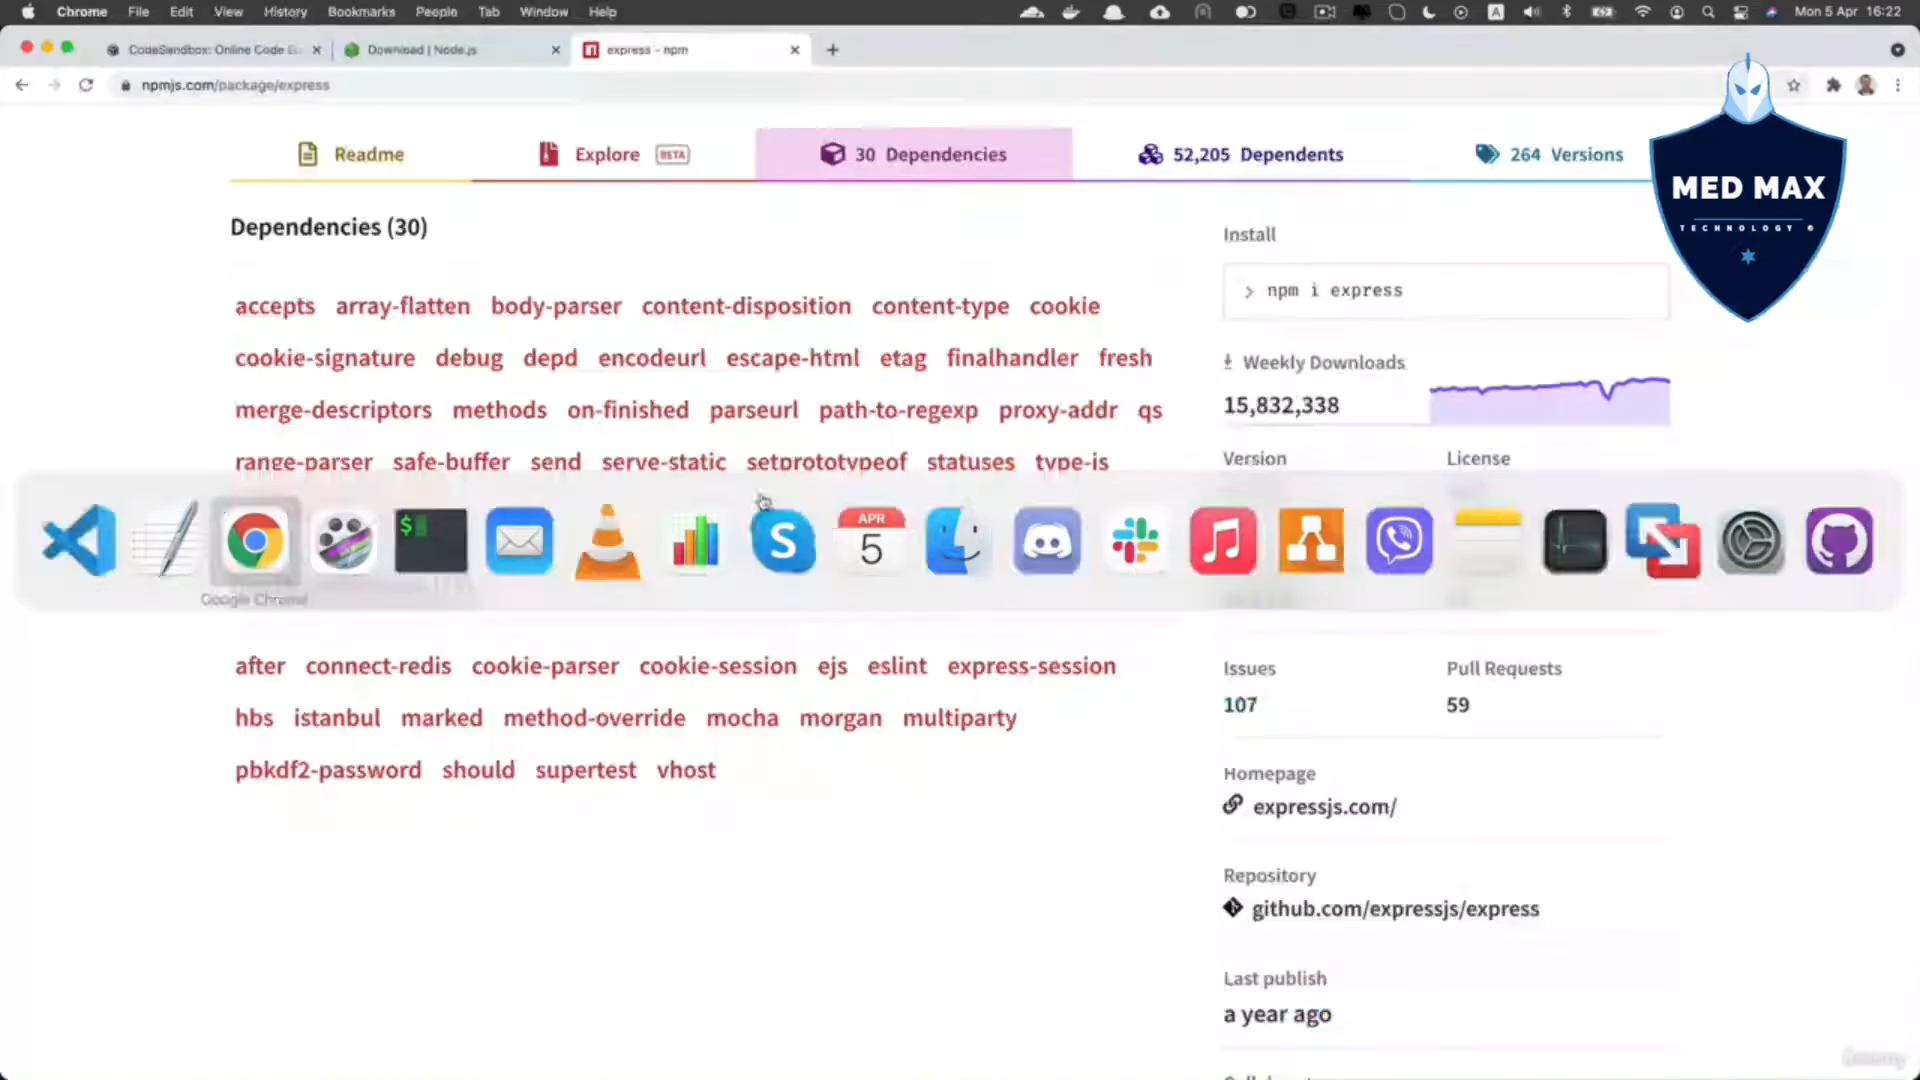 Chrome File Edit View History Bookmarks People Tab Window Help
Mon 5 Apr 16:22
CodeSandbox: Online Code Ed
Download | Node.js
express - npm
npmjs.com/package/express
MED MAX
TECHNOLOGY
Readme
Explore BETA
30 Dependencies
52,205 Dependents
264 Versions
Dependencies (30)
accepts array-flatten body-parser content-disposition content-type cookie
cookie-signature debug depd encodeurl escape-html etag finalhandler fresh
merge-descriptors methods on-finished parseurl path-to-regexp proxy-addr qs
range-parser safe-buffer send serve-static setprototypeof statuses type-is
Install
> npm i express
Weekly Downloads
15,832,338
Version
License
$
APR
5
Google Chrome
after connect-redis cookie-parser cookie-session ejs eslint express-session
hbs istanbul marked method-override mocha morgan multiparty
pbkdf2-password should supertest vhost
Issues
107
Pull Requests
59
Homepage
expressjs.com/
Repository
github.com/expressjs/express
Last publish
a year ago
Udemy